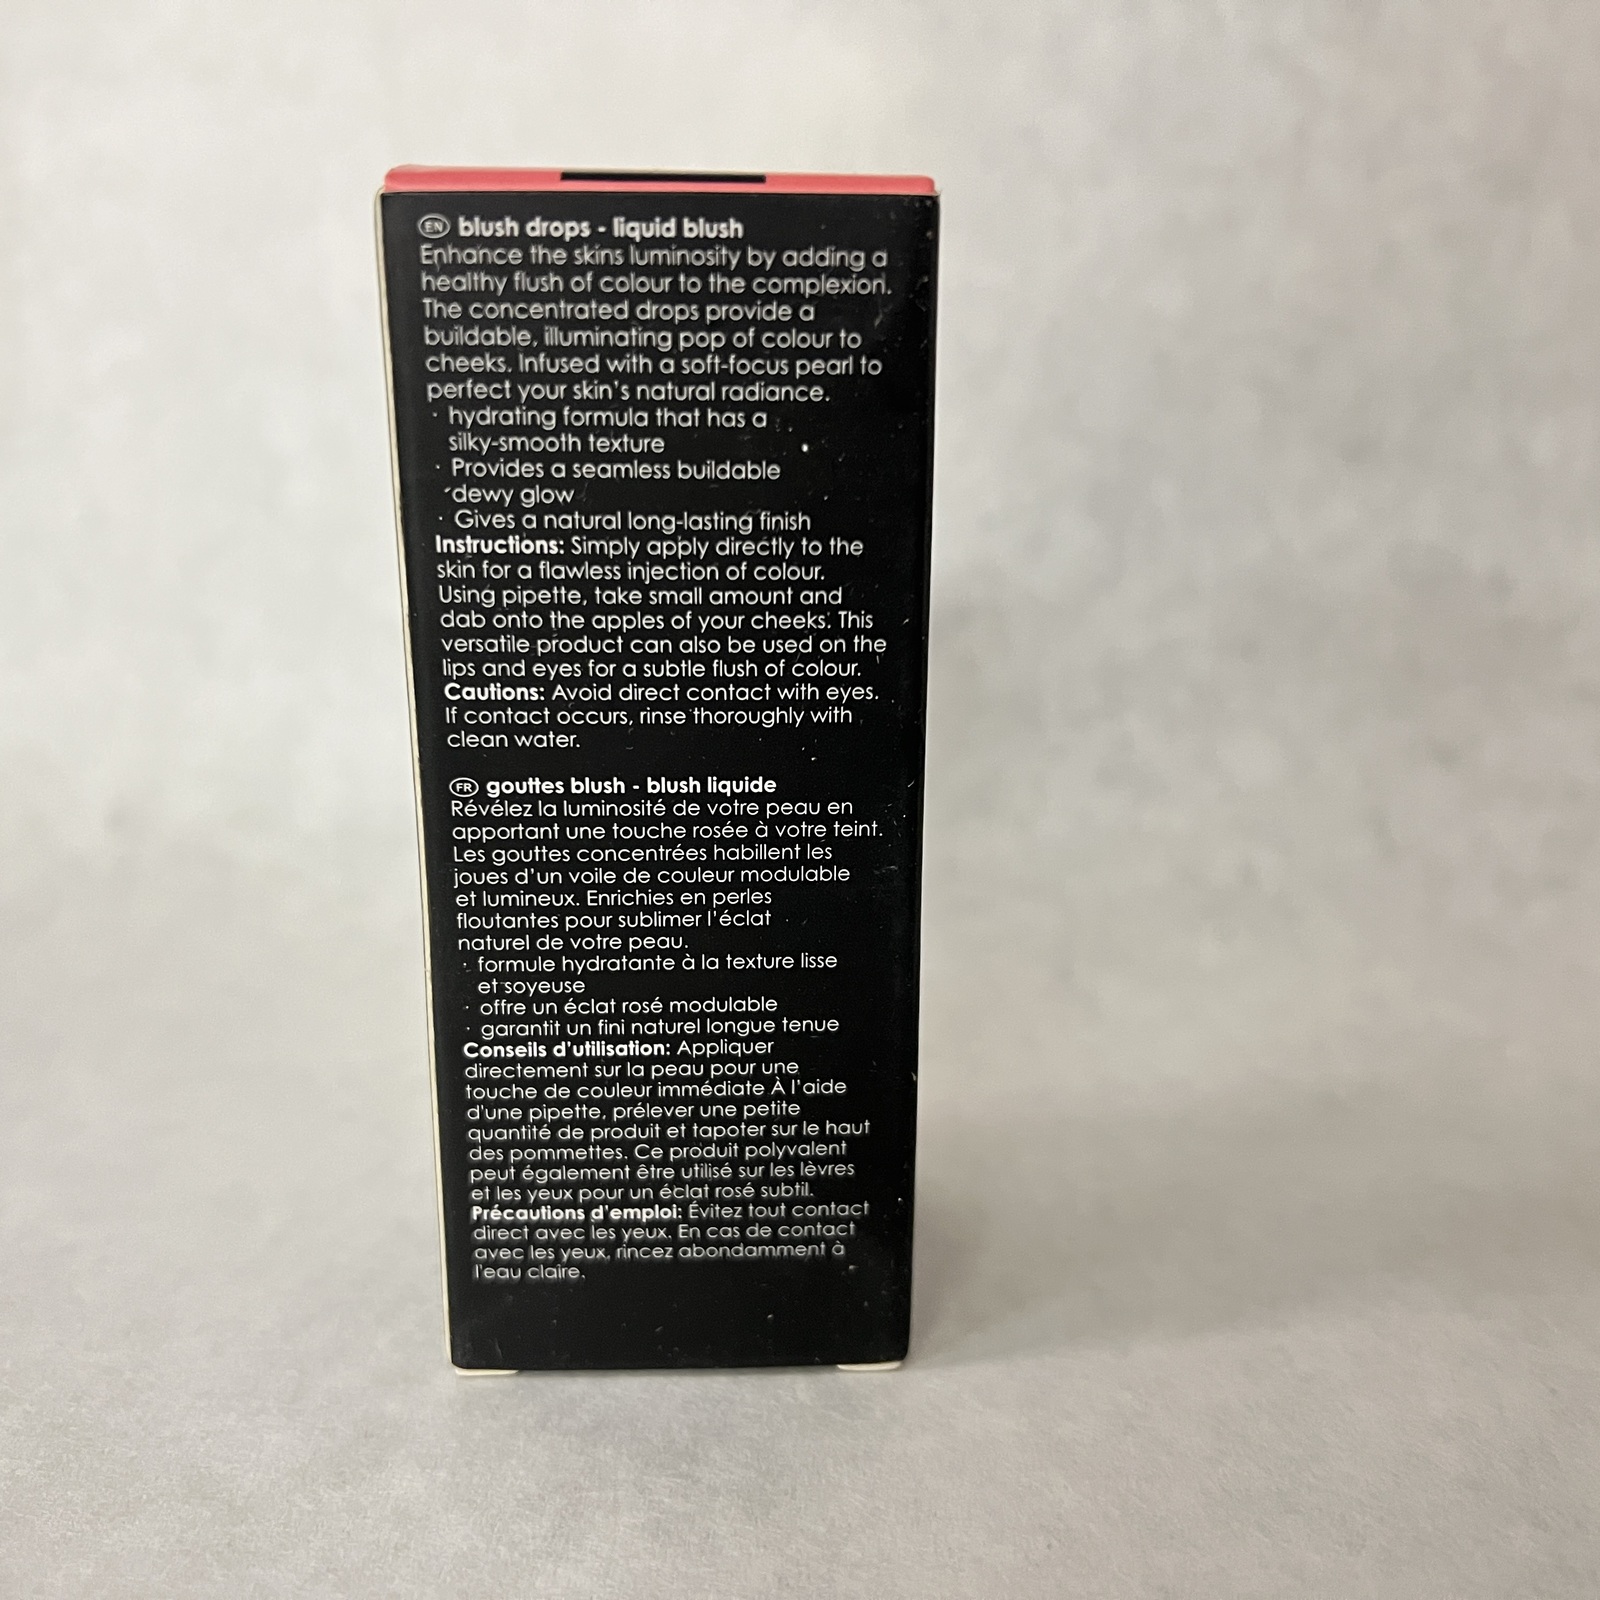 EN blush drops - liquid blush
Enhance the skins luminosity by adding a
healthy flush of colour to the complexion.
The concentrated drops provide a
buildable, illuminating pop of colour to
cheeks. Infused with a soft-focus pearl to
perfect your skin's natural radiance.
· hydrating formula that has a
silky-smooth texture
· Provides a seamless buildable
dewy glow
· Gives a natural long-lasting finish
Instructions: Simply apply directly to the
skin for a flawless injection of colour.
Using pipette, take small amount and
dab onto the apples of your cheeks. This
versatile product can also be used on the
lips and eyes for a subtle flush of colour.
Cautions: Avoid direct contact with eyes.
If contact occurs, rinse thoroughly with
clean water.
FR gouttes blush - blush liquide
Révélez la luminosité de votre peau en
apportant une touche rosée à votre teint.
Les gouttes concentrées habillent les
joues d'un voile de couleur modulable
et lumineux. Enrichies en perles
floutantes pour sublimer l'éclat
naturel de votre peau.
· formule hydratante à la texture lisse
et soyeuse
· offre un éclat rosé modulable
· garantit un fini naturel longue tenue
Conseils d'utilisation: Appliquer
directement sur la peau pour une
touche de couleur immédiate À l'aide
d'une pipette, prélever une petite
quantité de produit et tapoter sur le haut
des pommettes. Ce produit polyvalent
peut également être utilisé sur les lèvres
et les yeux pour un éclat rosé subtil.
Précautions d'emploi: Évitez tout contact
direct avec les yeux. En cas de contact
avec les yeux, rincez abondamment à
l'eau claire.